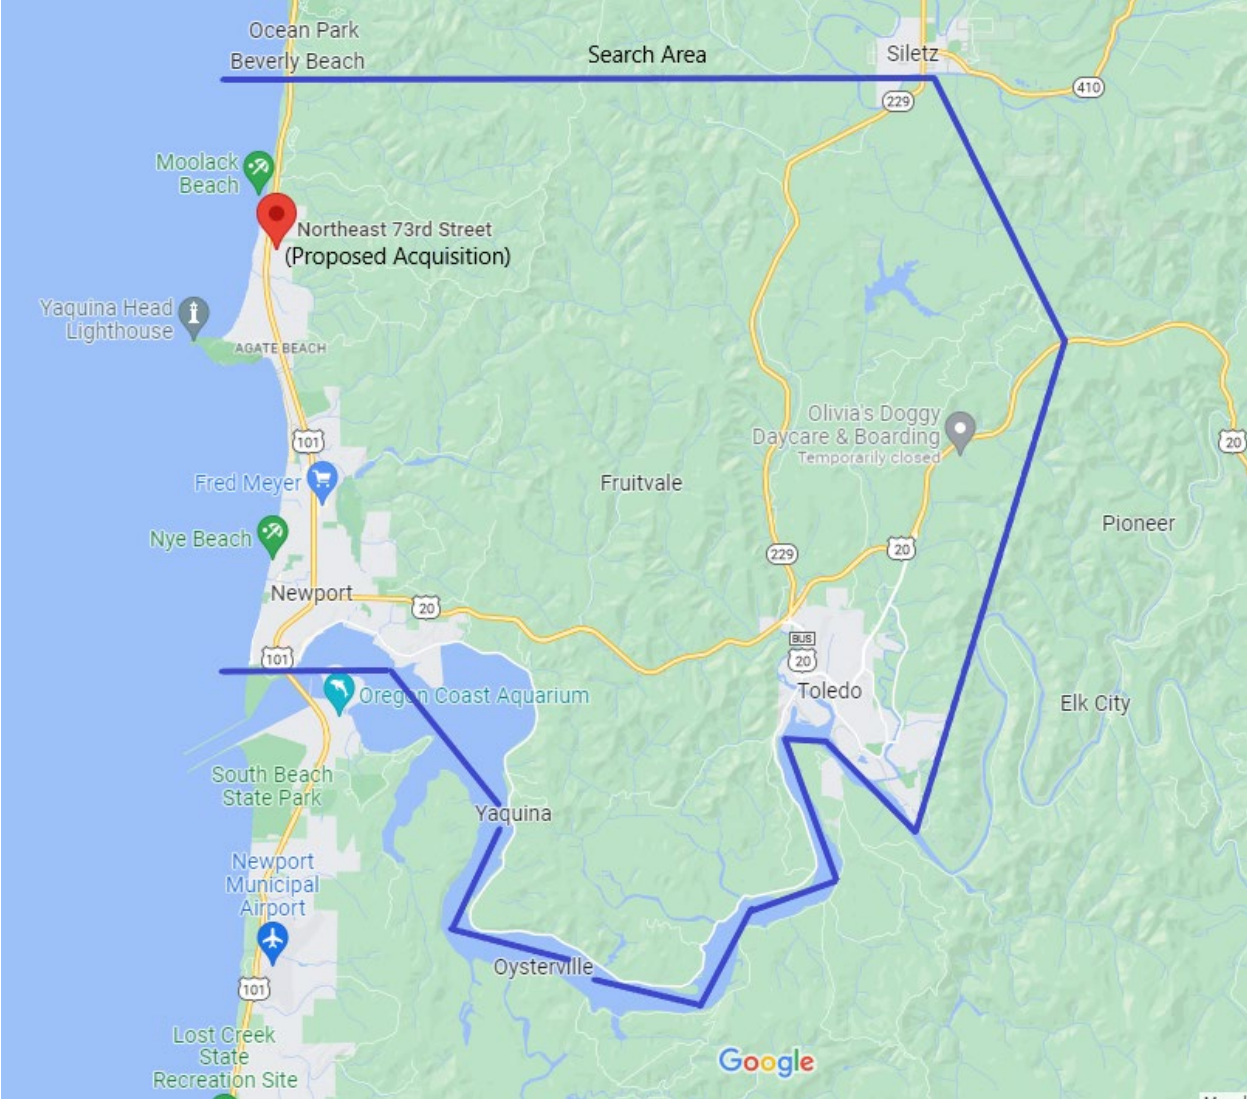 Ocean Park
Beverly Beach
Search Area
Siletz
410
229
Moolack
Beach
Northeast 73rd Street
(Proposed Acquisition)
Yaquina Head
Lighthouse
AGATE BEACH
Olivia's Doggy
Daycare & Boarding
Temporarily closed
101
20
Fred Meyer
Fruitvale
Pioneer
Nye Beach
229
20
Newport
20
BUS
20
101
Toledo
Oregon Coast Aquarium
Elk City
South Beach
State Park
Yaquina
Newport
Municipal
Airport
Oysterville
101
Lost Creek
State
Recreation Site
Google